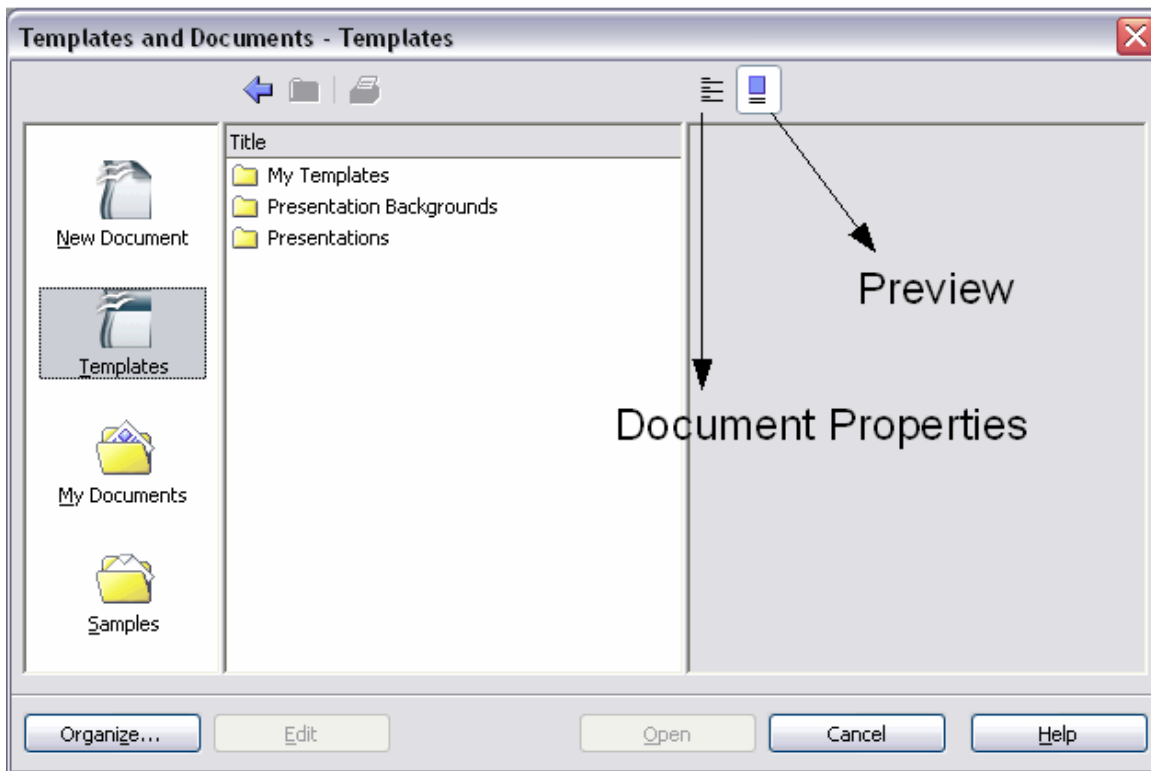 Templates and Documents - Templates
Title
New Document
Templates
My Documents
Samples
My Templates
Presentation Backgrounds
Presentations
Preview
Document Properties
Organize...
Edit
Open
Cancel
Help